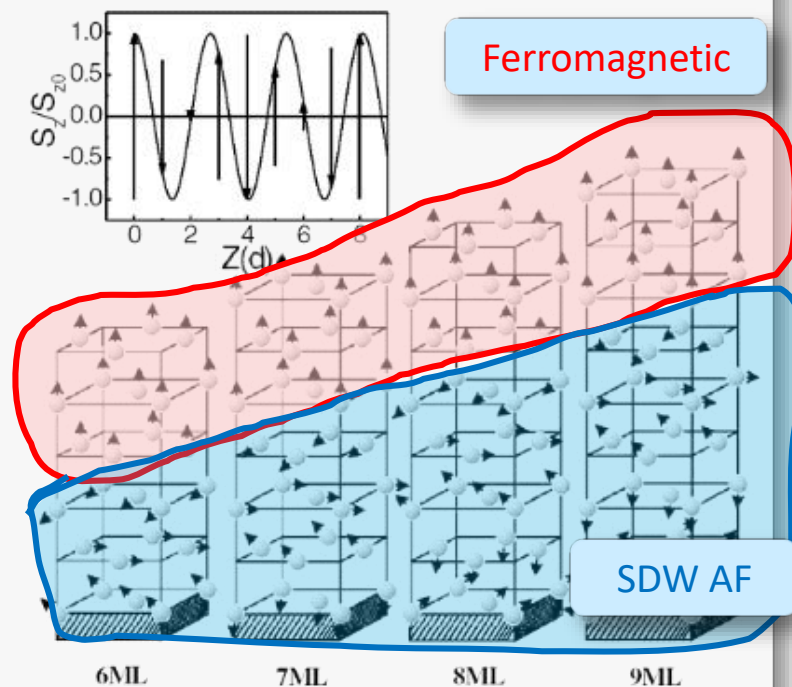 Ferromagnetic
S_z/S_z0
1.0
0.5
0.0
-0.5
-1.0
0 2 4 6 8
Z(d)
SDW AF
6ML 7ML 8ML 9ML